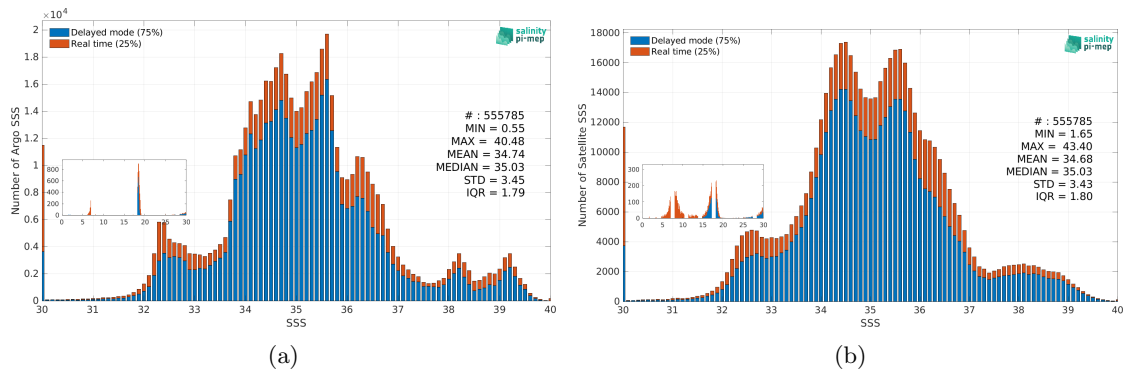 ×10⁴
Delayed mode (75%)
Real time (25%)
salinity
pi-mep
# : 555785
MIN = 0.55
MAX = 40.48
MEAN = 34.74
MEDIAN = 35.03
STD = 3.45
IQR = 1.79
Number of Argo SSS
2
1.8
1.6
1.4
1.2
1
0.8
0.6
0.4
0.2
0
800
600
400
200
0
0 5 10 15 20 25 30
30 31 32 33 34 35 36 37 38 39 40
SSS
(a)
Delayed mode (75%)
Real time (25%)
salinity
pi-mep
# : 555785
MIN = 1.65
MAX = 43.40
MEAN = 34.68
MEDIAN = 35.03
STD = 3.43
IQR = 1.80
Number of Satellite SSS
18000
16000
14000
12000
10000
8000
6000
4000
2000
0
300
200
100
0
0 5 10 15 20 25 30
30 31 32 33 34 35 36 37 38 39 40
SSS
(b)